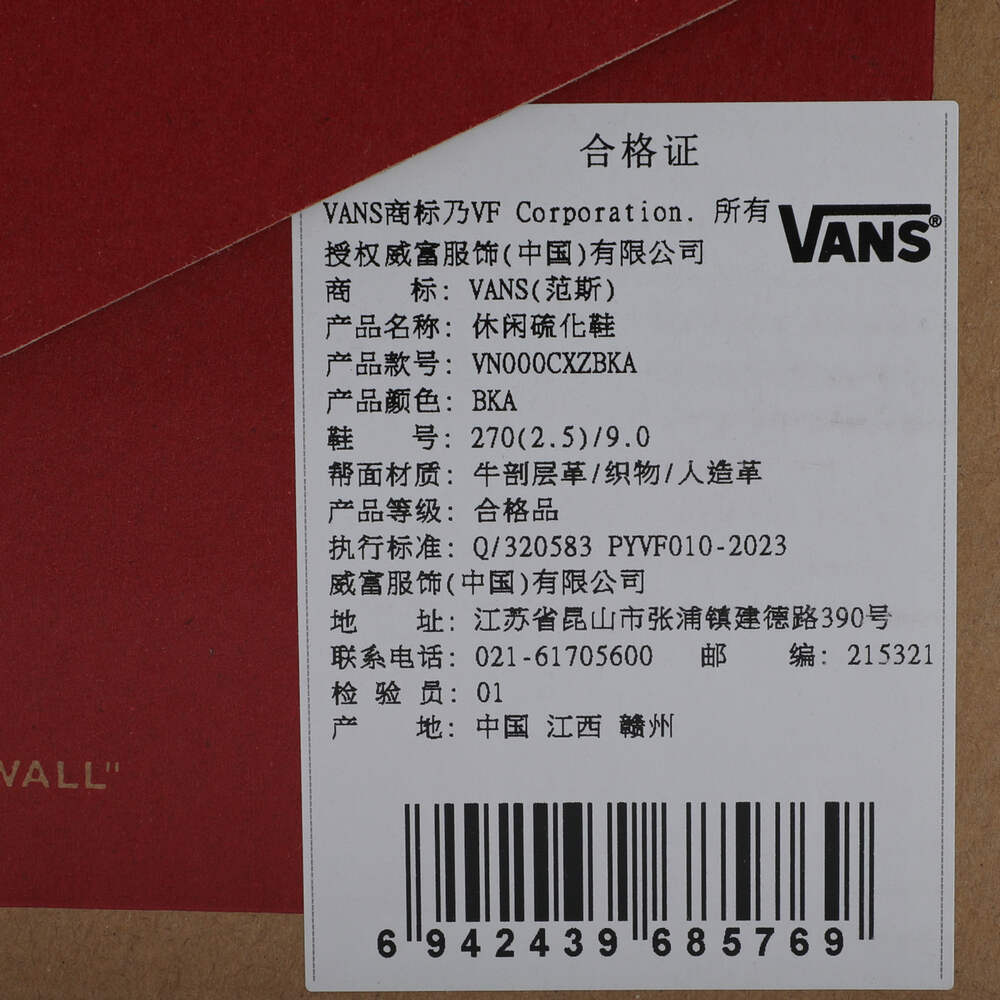 合格证
VANS商标乃VF Corporation. 所有
VANS®
授权威富服饰(中国)有限公司
商 标: VANS(范斯)
产品名称: 休闲硫化鞋
产品款号: VN000CXZBKA
产品颜色: BKA
鞋 号: 270(2.5)/9.0
帮面材质: 牛剖层革/织物/人造革
产品等级: 合格品
执行标准: Q/320583 PYVF010-2023
威富服饰(中国)有限公司
地 址: 江苏省昆山市张浦镇建德路390号
联系电话: 021-61705600 邮 编: 215321
检 验 员: 01
产 地: 中国 江西 赣州
WALL"
6 942439 685769